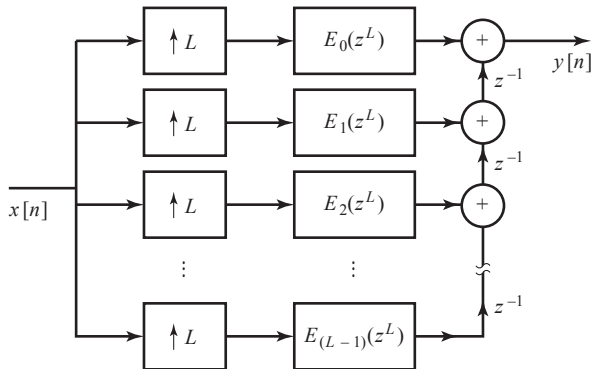 ↑ L E₀(z^L) + y[n]
z⁻¹
↑ L E₁(z^L) +
z⁻¹
x[n] ↑ L E₂(z^L) +
⋮ ⋮
z⁻¹
↑ L E₍L − 1₎(z^L)